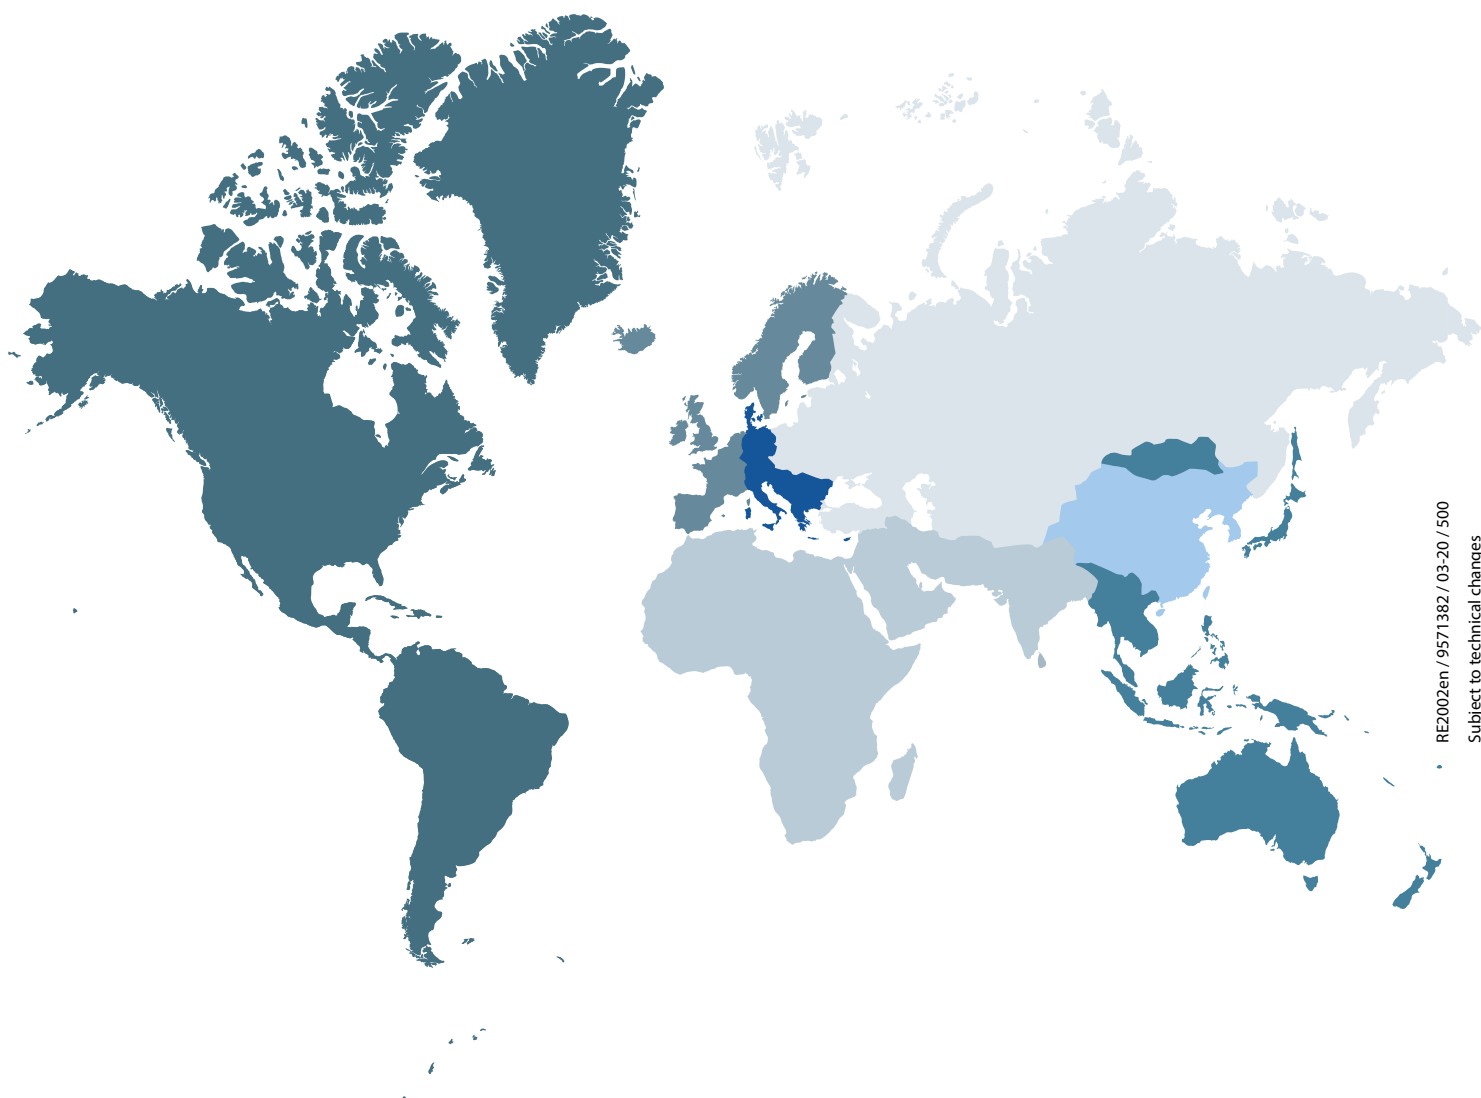 RE2002en / 9571382 / 03-20 / 500
Subject to technical changes